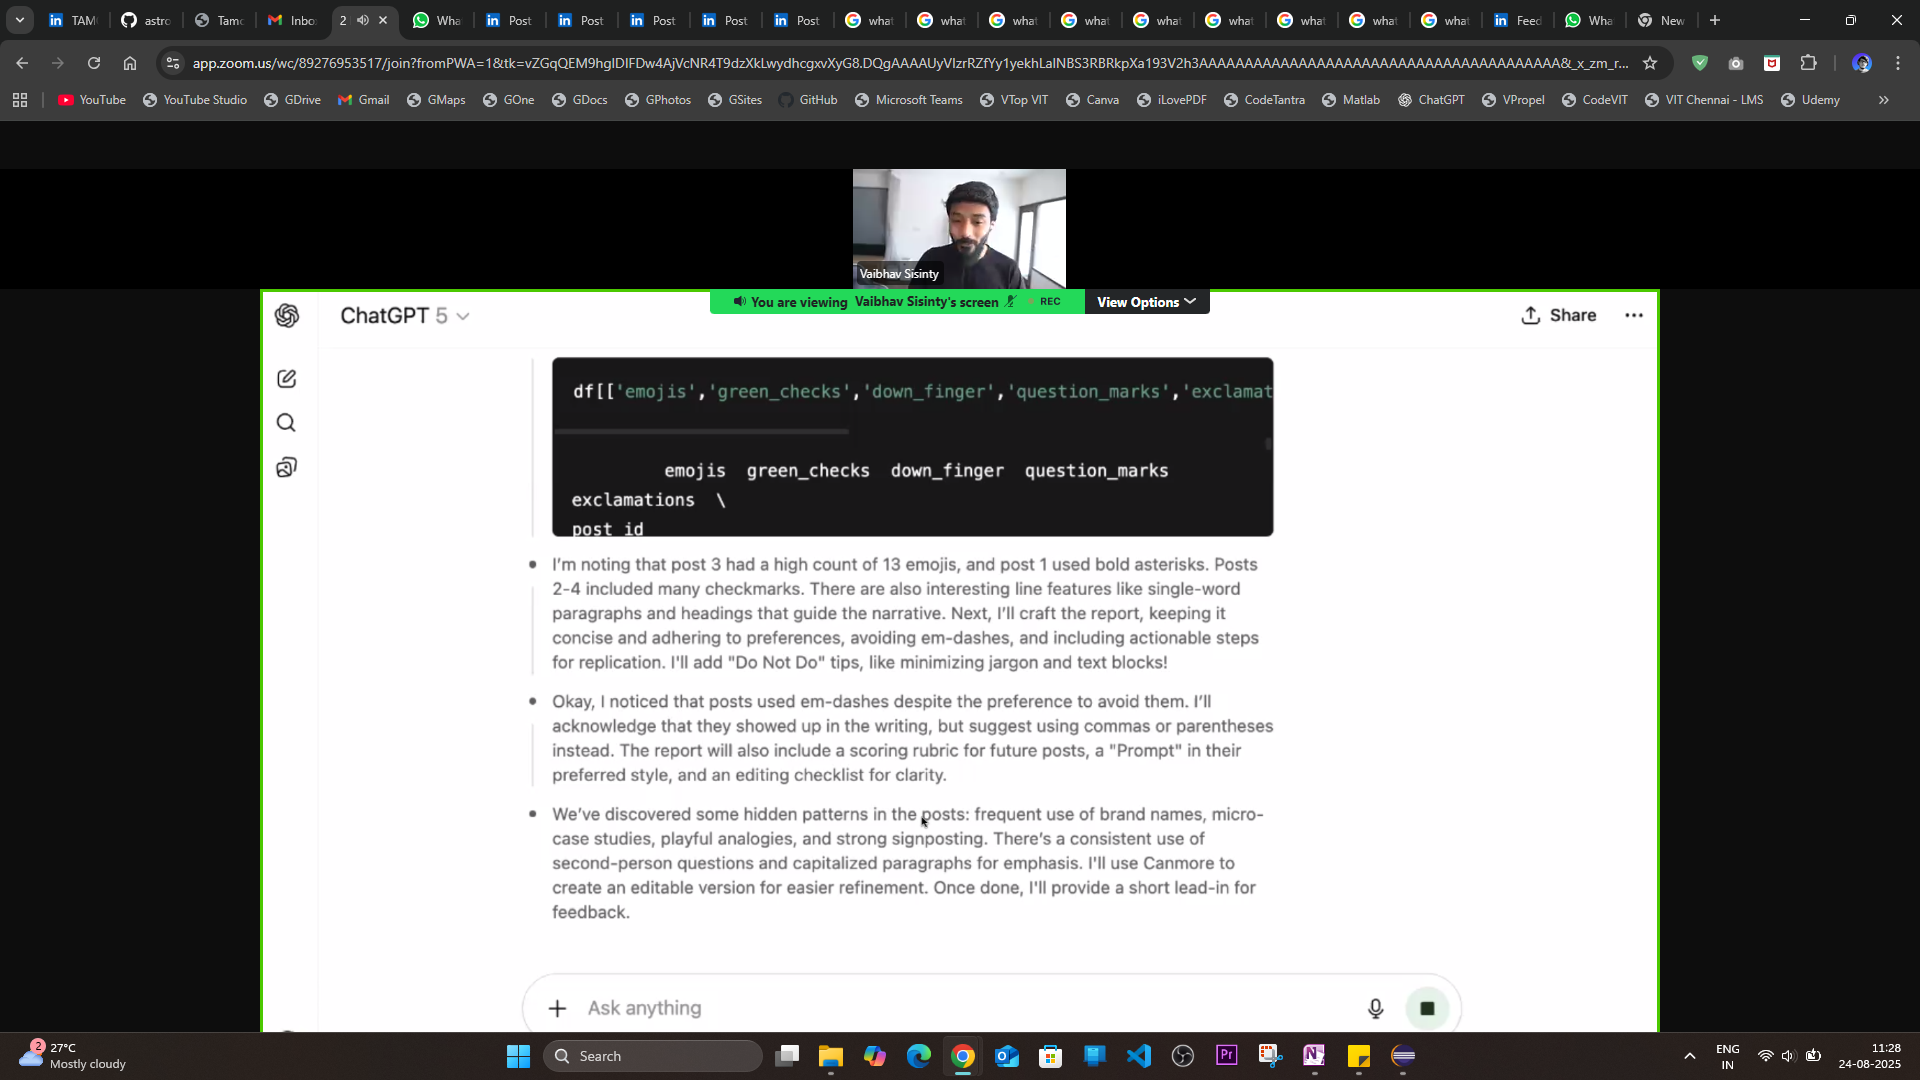 TAM
astro
Tamo
Inbo
2
Wha
Post
Post
Post
Post
Post
what
what
what
what
what
what
what
what
what
Feed
Wha
New
app.zoom.us/wc/89276953517/join?fromPWA=1&tk=
YouTube
YouTube Studio
GDrive
Gmail
GMaps
GOne
GDocs
GPhotos
GSites
GitHub
Microsoft Teams
VTop VIT
Canva
iLovePDF
CodeTantra
Matlab
ChatGPT
VPropel
CodeVIT
VIT Chennai - LMS
Udemy
Vaibhav Sisinty
You are viewing Vaibhav Sisinty's screen
REC
View Options
ChatGPT 5
Share
df[['emojis','green_checks','down_finger','question_marks','exclamat
emojis green_checks down_finger question_marks
exclamations \
post_id
I'm noting that post 3 had a high count of 13 emojis, and post 1 used bold asterisks. Posts
2-4 included many checkmarks. There are also interesting line features like single-word
paragraphs and headings that guide the narrative. Next, I'll craft the report, keeping it
concise and adhering to preferences, avoiding em-dashes, and including actionable steps
for replication. I'll add "Do Not Do" tips, like minimizing jargon and text blocks!
Okay, I noticed that posts used em-dashes despite the preference to avoid them. I'll
acknowledge that they showed up in the writing, but suggest using commas or parentheses
instead. The report will also include a scoring rubric for future posts, a "Prompt" in their
preferred style, and an editing checklist for clarity.
We've discovered some hidden patterns in the posts: frequent use of brand names, micro-
case studies, playful analogies, and strong signposting. There's a consistent use of
second-person questions and capitalized paragraphs for emphasis. I'll use Canmore to
create an editable version for easier refinement. Once done, I'll provide a short lead-in for
feedback.
Ask anything
2
27°C
Mostly cloudy
Search
Pr
N
ENG
IN
11:28
24-08-2025